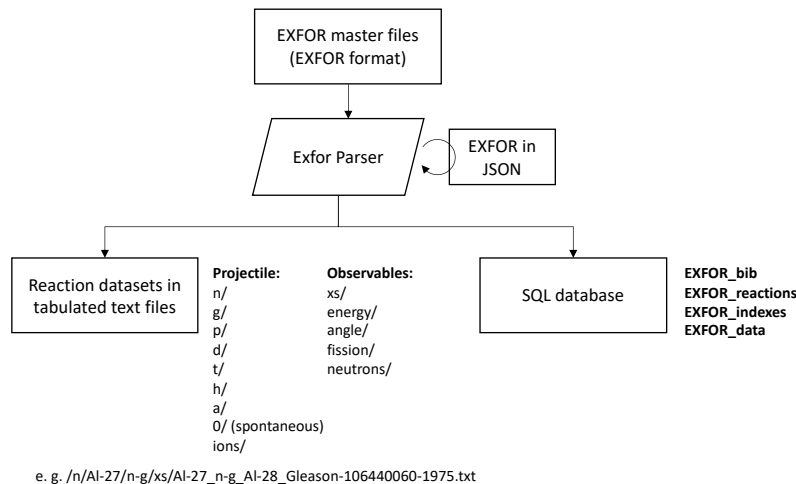 EXFOR master files
(EXFOR format)
Exfor Parser
EXFOR in
JSON
Reaction datasets in
tabulated text files
Projectile:
n/
g/
p/
d/
t/
h/
a/
0/ (spontaneous)
ions/
Observables:
xs/
energy/
angle/
fission/
neutrons/
SQL database
EXFOR_bib
EXFOR_reactions
EXFOR_indexes
EXFOR_data
e. g. /n/Al-27/n-g/xs/Al-27_n-g_Al-28_Gleason-106440060-1975.txt